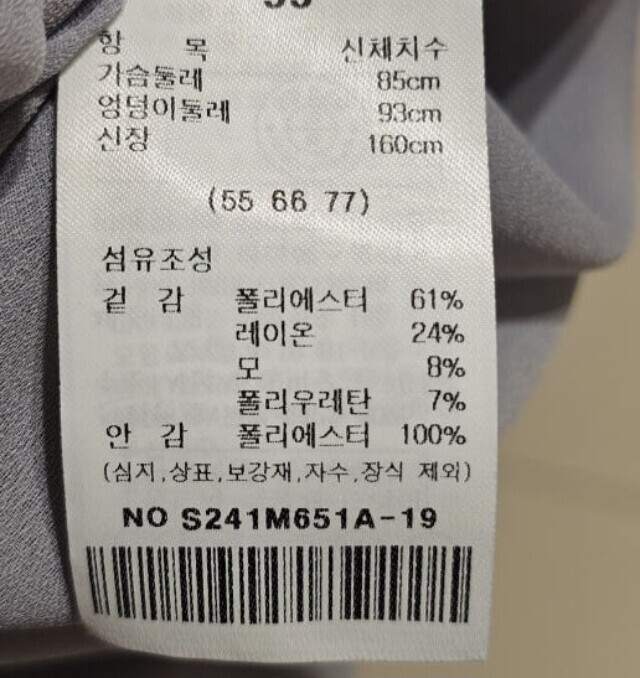 항 목 신체치수
가슴둘레 85cm
엉덩이둘레 93cm
신장 160cm
(55 66 77)
섬유조성
겉 감 폴리에스터 61%
레이온 24%
모 8%
폴리우레탄 7%
안 감 폴리에스터 100%
(심지,상표,보강재,자수,장식 제외)
NO S241M651A-19